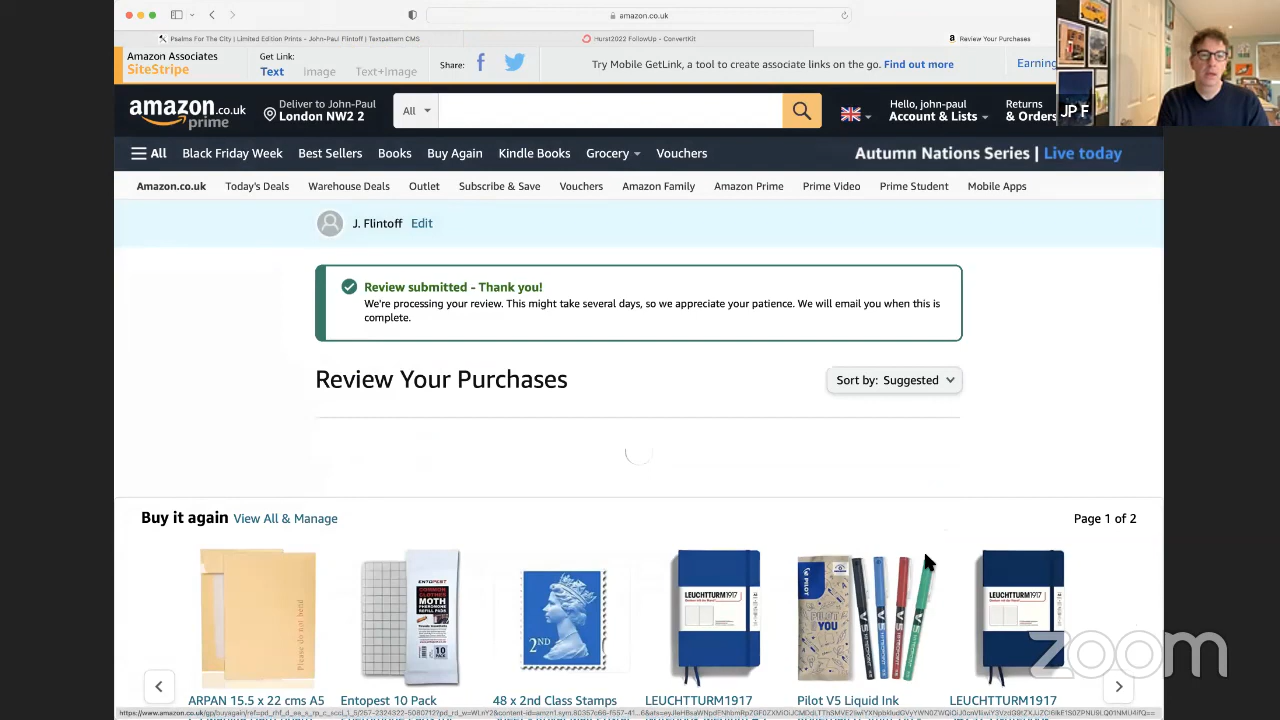 amazon.co.uk
Psalms For The City | Limited Edition Prints - John-Paul Flintoff | Textpattern CMS
Hurst2022 FollowUp - ConvertKit
Review Your Purchases
Amazon Associates
SiteStripe
Get Link:
Text Image Text+Image
Share:
Try Mobile GetLink, a tool to create associate links on the go. Find out more
Earning
JP F
amazon.co.uk
prime
Deliver to John-Paul
London NW2 2
All
Hello, john-paul
Account & Lists
Returns
& Orders
All Black Friday Week Best Sellers Books Buy Again Kindle Books Grocery Vouchers
Autumn Nations Series | Live today
Amazon.co.uk Today's Deals Warehouse Deals Outlet Subscribe & Save Vouchers Amazon Family Amazon Prime Prime Video Prime Student Mobile Apps
J. Flintoff Edit
Review submitted - Thank you!
We're processing your review. This might take several days, so we appreciate your patience. We will email you when this is
complete.
Review Your Purchases
Sort by: Suggested
Buy it again View All & Manage
Page 1 of 2
Please do not bend
ENTOPEST
MOTH
10
2ND
LEUCHTTURM1917
PILOT
YOU
LEUCHTTURM1917
zoom
ARPAN 15.5 x 22 cms A5
Entopest 10 Pack
48 x 2nd Class Stamps
LEUCHTTURM1917
Pilot V5 Liquid Ink
LEUCHTTURM1917